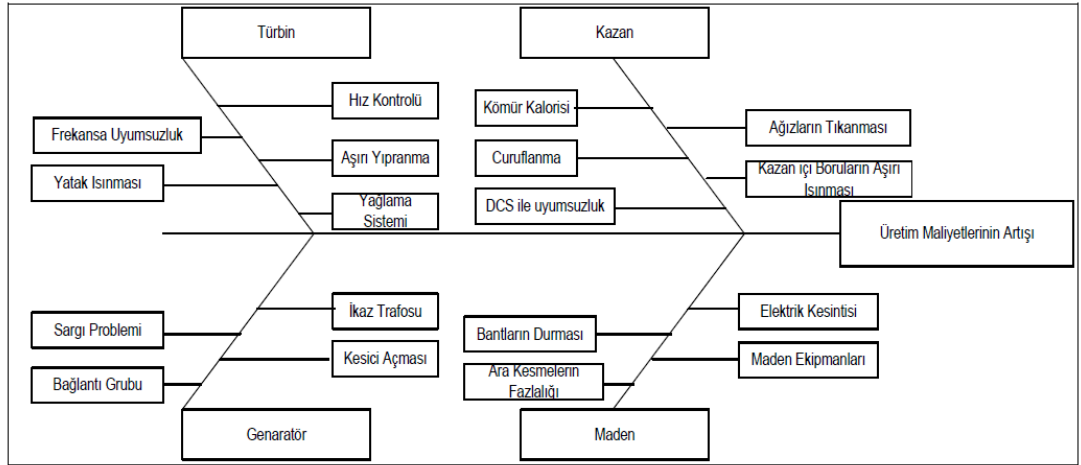 Türbin
Kazan
Hız Kontrolü
Kömür Kalorisi
Frekansa Uyumsuzluk
Ağızların Tıkanması
Aşırı Yıpranma
Curuflanma
Yatak Isınması
Kazan içi Boruların Aşırı
Isınması
Yağlama
Sistemi
DCS ile uyumsuzluk
Üretim Maliyetlerinin Artışı
İkaz Trafosu
Elektrik Kesintisi
Sargı Problemi
Bantların Durması
Kesici Açması
Maden Ekipmanları
Bağlantı Grubu
Ara Kesmelerin
Fazlalığı
Genaratör
Maden